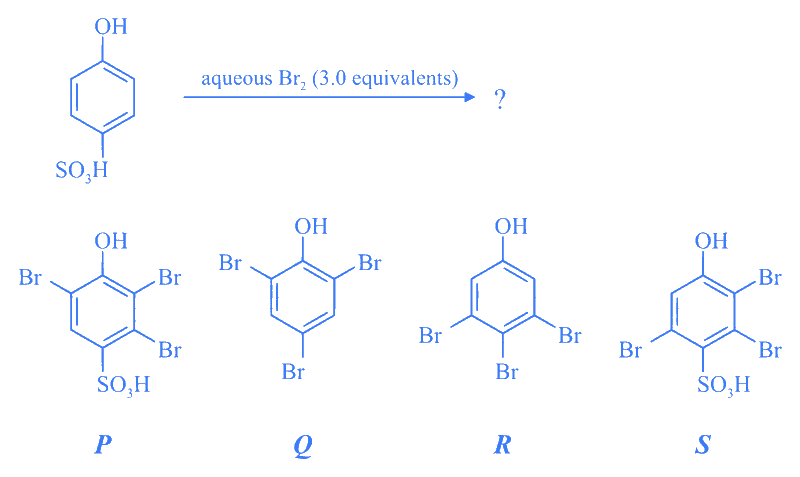 OH
aqueous Br₂ (3.0 equivalents)
?
SO₃H
OH
Br
Br
Br
SO₃H
OH
Br
Br
Br
OH
Br
Br
Br
OH
Br
Br
Br
SO₃H
P
Q
R
S